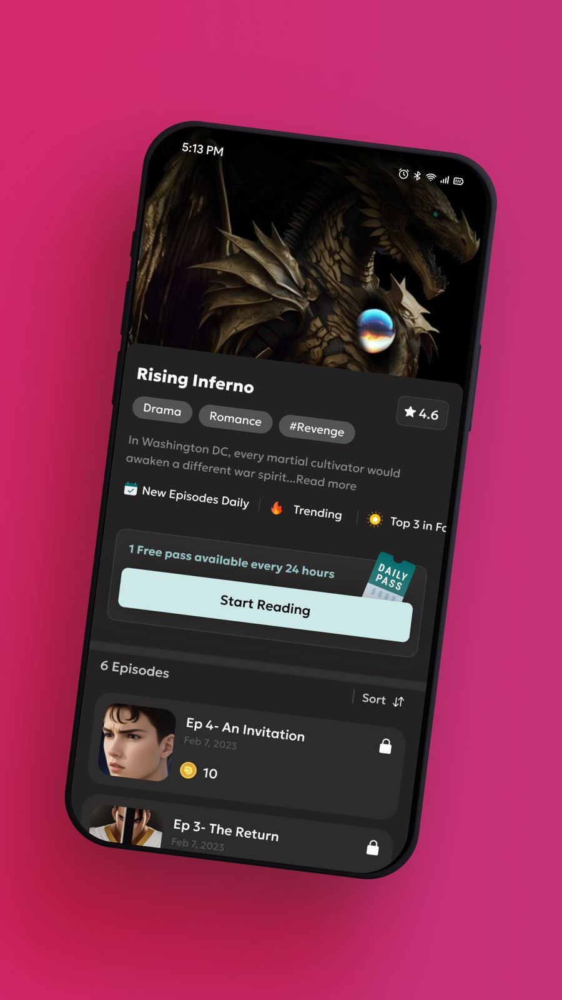 5:13 PM
Rising Inferno
4.6
Drama
Romance
#Revenge
In Washington DC, every martial cultivator would
awaken a different war spirit...Read more
New Episodes Daily
Trending
Top 3 in
1 Free pass available every 24 hours
DAILY
PASS
Start Reading
6 Episodes
Sort
Ep 4- An Invitation
Feb 7, 2023
10
Ep 3- The Return
Feb 7, 2023